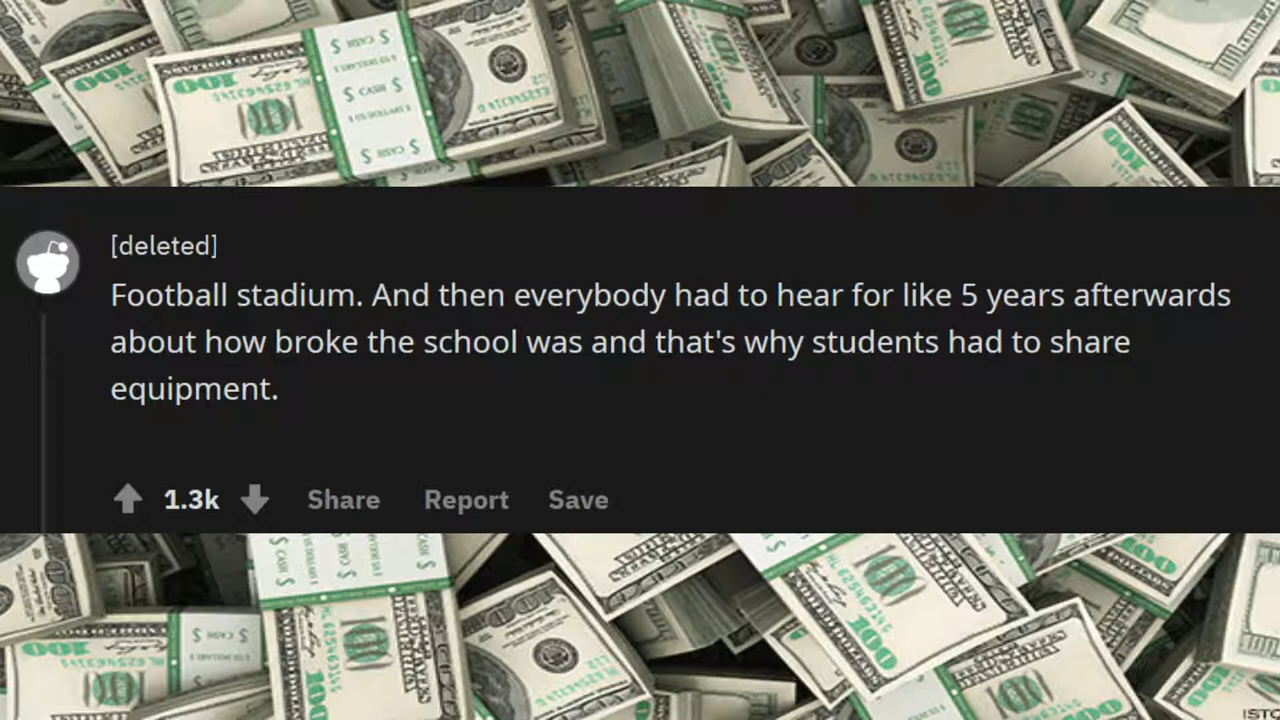 [deleted]
Football stadium. And then everybody had to hear for like 5 years afterwards
about how broke the school was and that's why students had to share
equipment.
1.3k Share Report Save